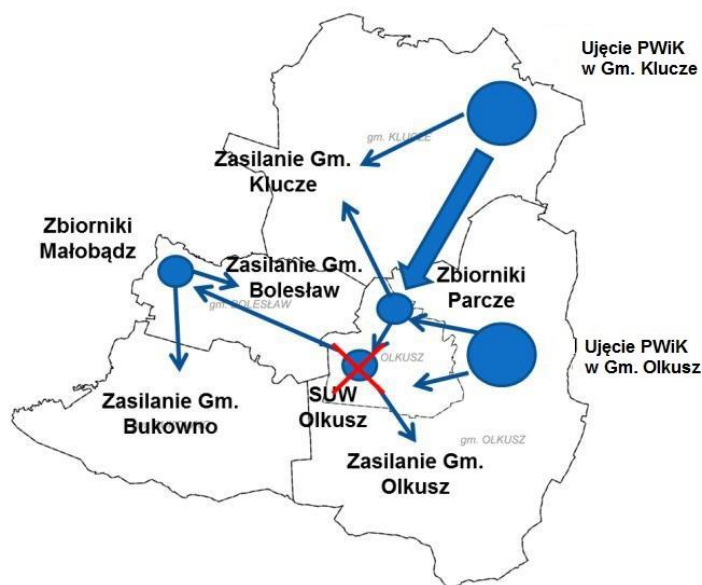 Ujęcie PWiK
w Gm. Klucze
gm. KLUCZE
Zasilanie Gm.
Klucze
Zbiorniki
Małobądz
Zasilanie Gm.
Bolesław
gm. BOLESŁAW
Zbiorniki
Parcze
OLKUSZ
Ujęcie PWiK
w Gm. Olkusz
SUW
Olkusz
Zasilanie Gm.
Bukowno
gm. OLKUSZ
Zasilanie Gm.
Olkusz